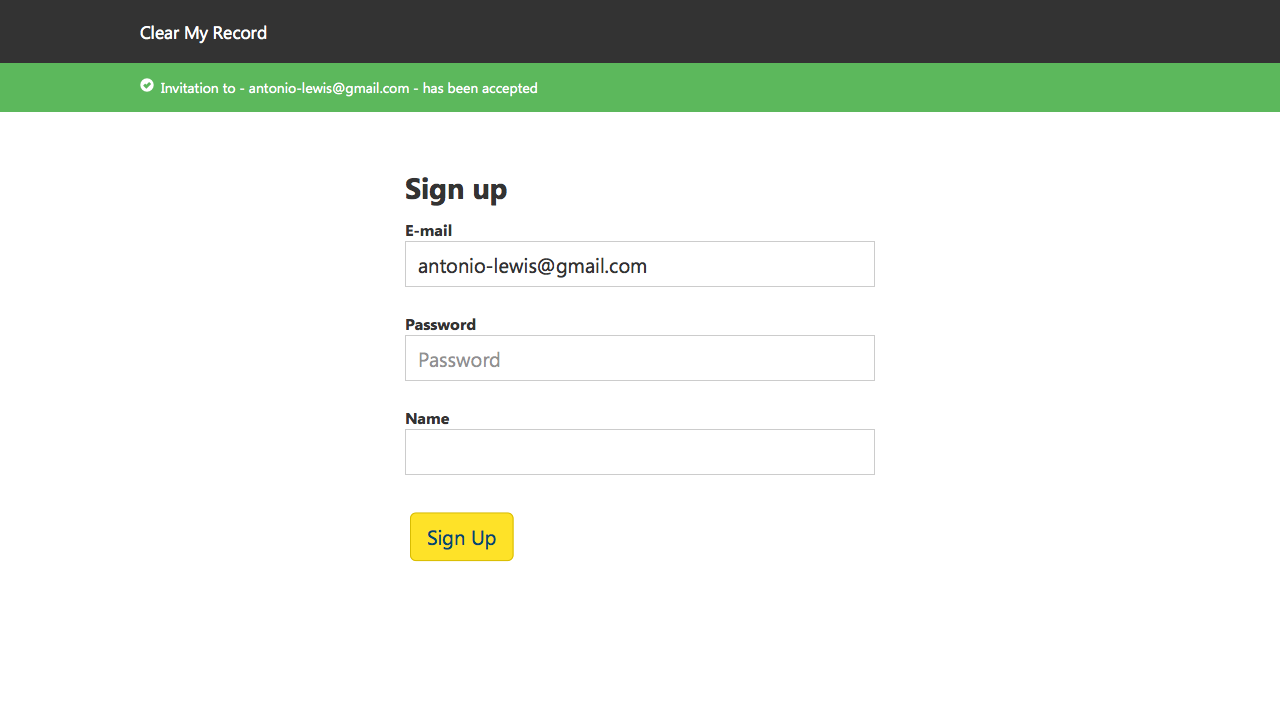 Clear My Record
Invitation to - antonio-lewis@gmail.com - has been accepted
Sign up
E-mail
antonio-lewis@gmail.com
Password
Password
Name
Sign Up